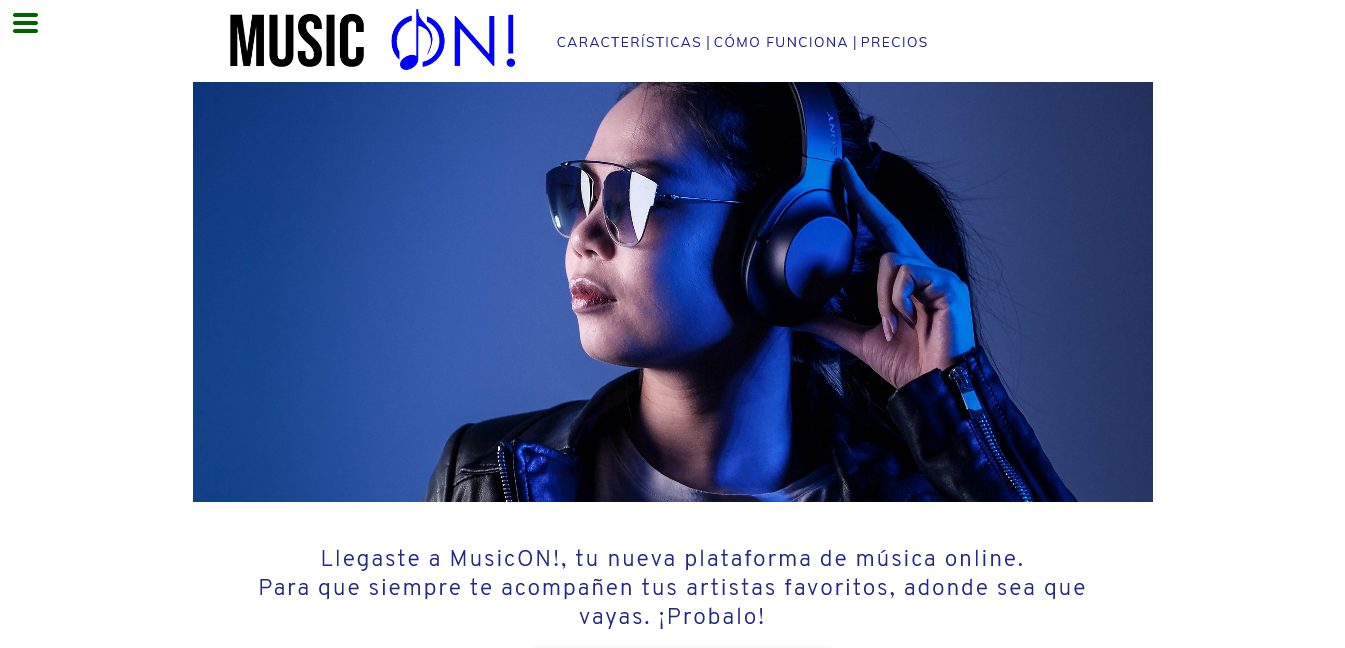 MUSIC ON!
CARACTERÍSTICAS | CÓMO FUNCIONA | PRECIOS
SONY
Llegaste a MusicON!, tu nueva plataforma de música online.
Para que siempre te acompañen tus artistas favoritos, adonde sea que
vayas. ¡Probalo!